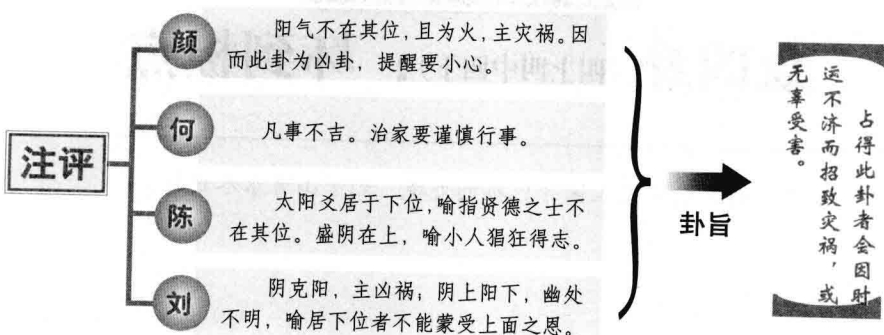 注评
颜
阳气不在其位，且为火，主灾祸。因
而此卦为凶卦，提醒要小心。
何
凡事不吉。治家要谨慎行事。
陈
太阳爻居于下位，喻指贤德之士不
在其位。盛阴在上，喻小人猖狂得志。
刘
阴克阳，主凶祸；阴上阳下，幽处
不明，喻居下位者不能蒙受上面之恩。
卦旨
占得此卦者会因时
运不济而招致灾祸，或
无辜受害。